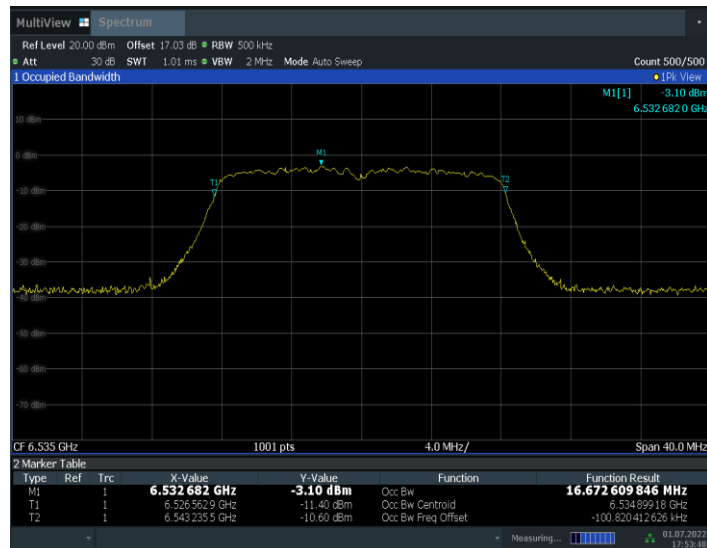 MultiView Spectrum
Ref Level 20.00 dBm Offset 17.03 dB RBW 500 kHz
Att 30 dB SWT 1.01 ms VBW 2 MHz Mode Auto Sweep Count 500/500
1 Occupied Bandwidth 1Pk View
M1[1] -3.10 dBm
6.532 682 0 GHz
10 dBm
0 dBm
M1
T1
T2
-10 dBm
-20 dBm
-30 dBm
-40 dBm
-50 dBm
-60 dBm
-70 dBm
CF 6.535 GHz 1001 pts 4.0 MHz/ Span 40.0 MHz
2 Marker Table
Type Ref Trc X-Value Y-Value Function Function Result
M1 1 6.532 682 GHz -3.10 dBm Occ Bw 16.672 609 846 MHz
T1 1 6.526 562 9 GHz -11.40 dBm Occ Bw Centroid 6.534 899 18 GHz
T2 1 6.543 235 5 GHz -10.60 dBm Occ Bw Freq Offset -100.820 412 626 kHz
Measuring... 01.07.2022
17:53:48